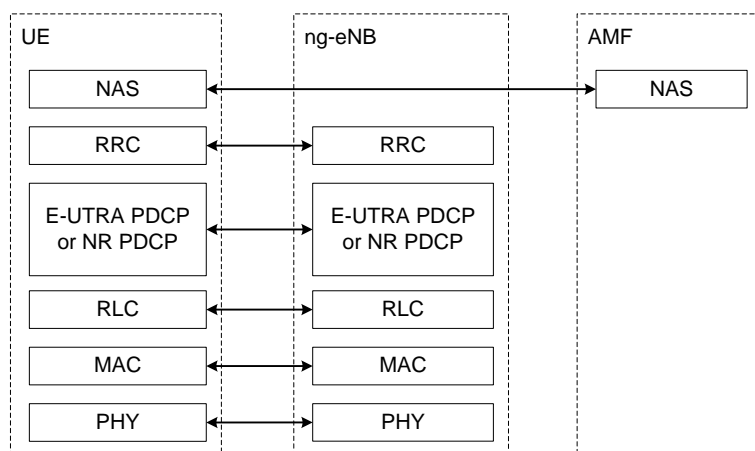 UE
ng-eNB
AMF
NAS
NAS
RRC
RRC
E-UTRA PDCP
or NR PDCP
E-UTRA PDCP
or NR PDCP
RLC
RLC
MAC
MAC
PHY
PHY